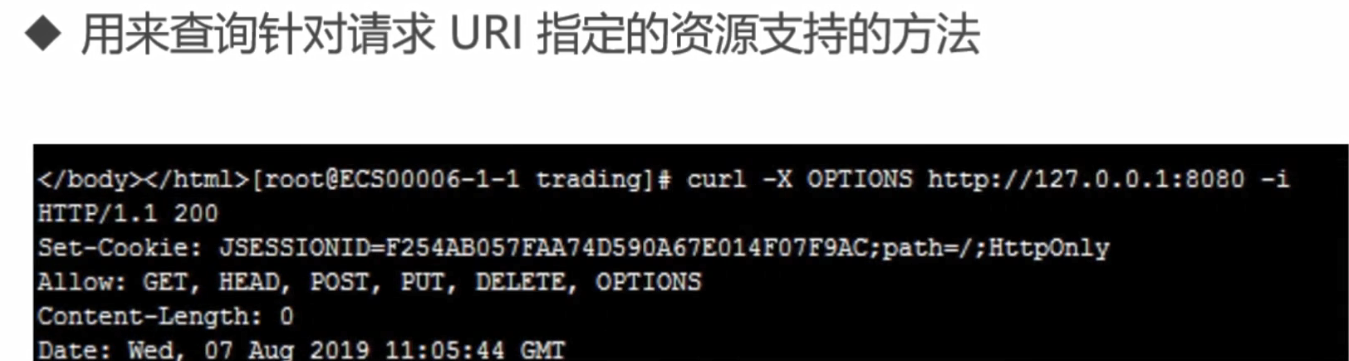 ◆ 用来查询针对请求 URI 指定的资源支持的方法
</body></html>[root@ECS00006-1-1 trading]# curl -X OPTIONS http://127.0.0.1:8080 -i
HTTP/1.1 200
Set-Cookie: JSESSIONID=F254AB057FAA74D590A67E014F07F9AC;path=/;HttpOnly
Allow: GET, HEAD, POST, PUT, DELETE, OPTIONS
Content-Length: 0
Date: Wed, 07 Aug 2019 11:05:44 GMT